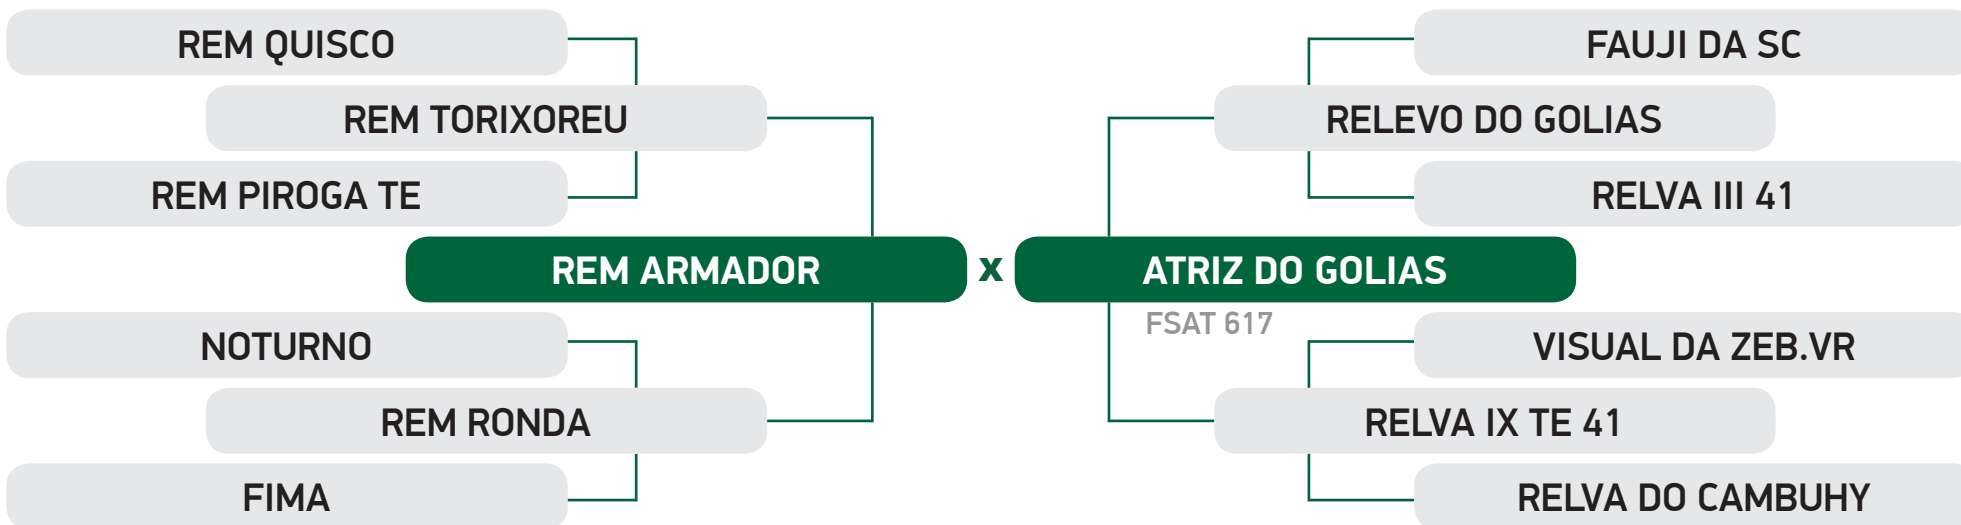 REM QUISCO
FAUJI DA SC
REM TORIXOREU
RELEVO DO GOLIAS
REM PIROGA TE
RELVA III 41
REM ARMADOR
x
ATRIZ DO GOLIAS
FSAT 617
NOTURNO
VISUAL DA ZEB.VR
REM RONDA
RELVA IX TE 41
FIMA
RELVA DO CAMBUHY